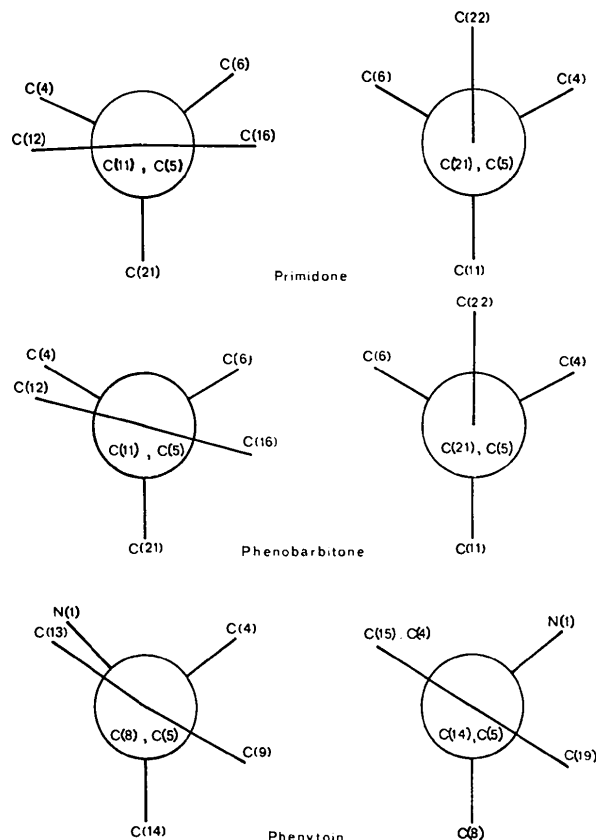 C(22)
C(6)
C(4)
C(6)
C(4)
C(12)
C(16)
C(11) , C(5)
C(21), C(5)
C(21)
C(11)
Primidone
C(22)
C(4)
C(6)
C(6)
C(4)
C(12)
C(16)
C(11) , C(5)
C(21), C(5)
C(21)
C(11)
Phenobarbitone
N(1)
C(13)
C(4)
C(15) . C(4)
N(1)
C(8) , C(5)
C(14), C(5)
C(9)
C(19)
C(14)
C(8)
Phenytoin